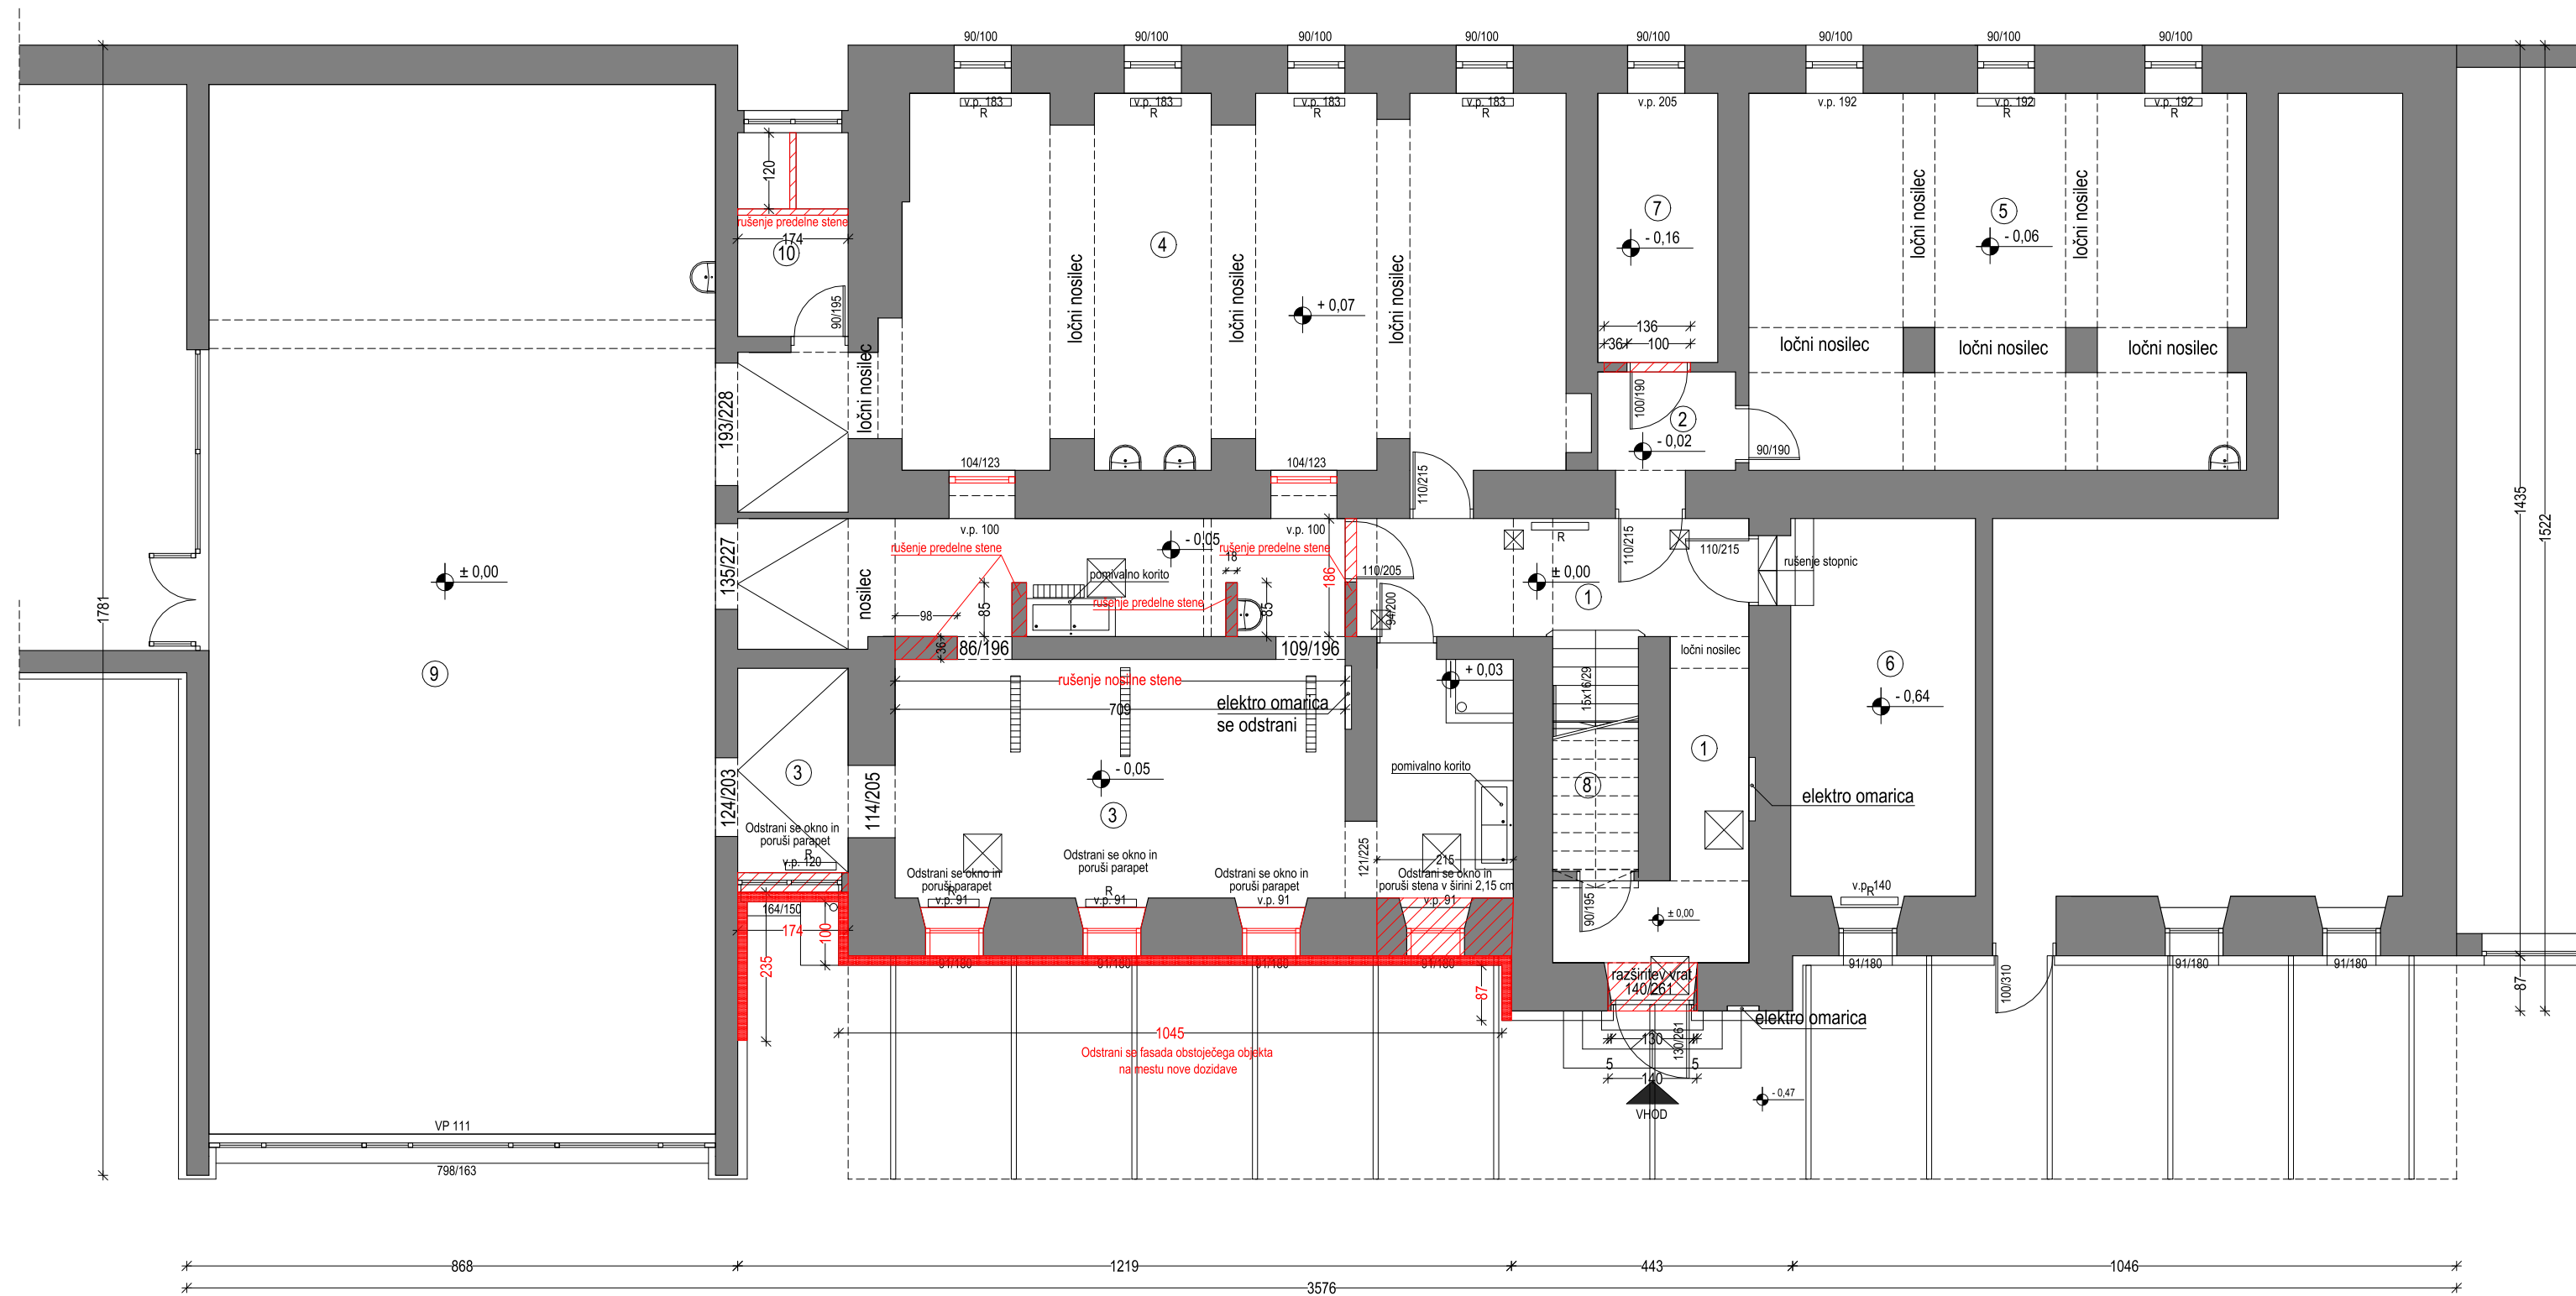 90/100
90/100
90/100
90/100
90/100
90/100
90/100
90/100
v.p. 183
R
v.p. 183
R
v.p. 183
R
v.p. 183
R
v.p. 205
v.p. 192
v.p. 192
R
v.p. 192
R
120
rušenje predelne stene
174
10
90/195
4
+ 0,07
ločni nosilec
ločni nosilec
ločni nosilec
ločni nosilec
7
- 0,16
136
36
100
100/190
2
- 0,02
90/190
5
- 0,06
ločni nosilec
ločni nosilec
ločni nosilec
ločni nosilec
ločni nosilec
193/228
104/123
104/123
110/215
1781
1435
1522
± 0,00
9
135/227
nosilec
v.p. 100
rušenje predelne stene
- 0,05
pomivalno korito
rušenje predelne stene
v.p. 100
rušenje predelne stene
18
186
85
85
98
36
86/196
109/196
110/205
94/200
R
± 0,00
1
110/215
110/215
rušenje stopnic
rušenje nosilne stene
709
elektro omarica
se odstrani
+ 0,03
15x16/29
ločni nosilec
6
- 0,64
1
8
124/203
3
114/205
- 0,05
3
pomivalno korito
elektro omarica
Odstrani se okno in
poruši parapet
R
v.p. 120
Odstrani se okno in
poruši parapet
R
v.p. 91
Odstrani se okno in
poruši parapet
R
v.p. 91
Odstrani se okno in
poruši parapet
v.p. 91
121/225
215
Odstrani se okno in
poruši stena v širini 2,15 cm
v.p. 91
90/195
± 0,00
v.p. 140
R
164/150
174
100
235
91/180
91/180
91/180
91/180
razširitev vrat
140/261
91/180
100/310
91/180
91/180
87
87
1045
Odstrani se fasada obstoječega objekta
na mestu nove dozidave
elektro omarica
130
130/261
5
5
140
VHOD
- 0,47
VP 111
798/163
868
1219
443
1046
3576